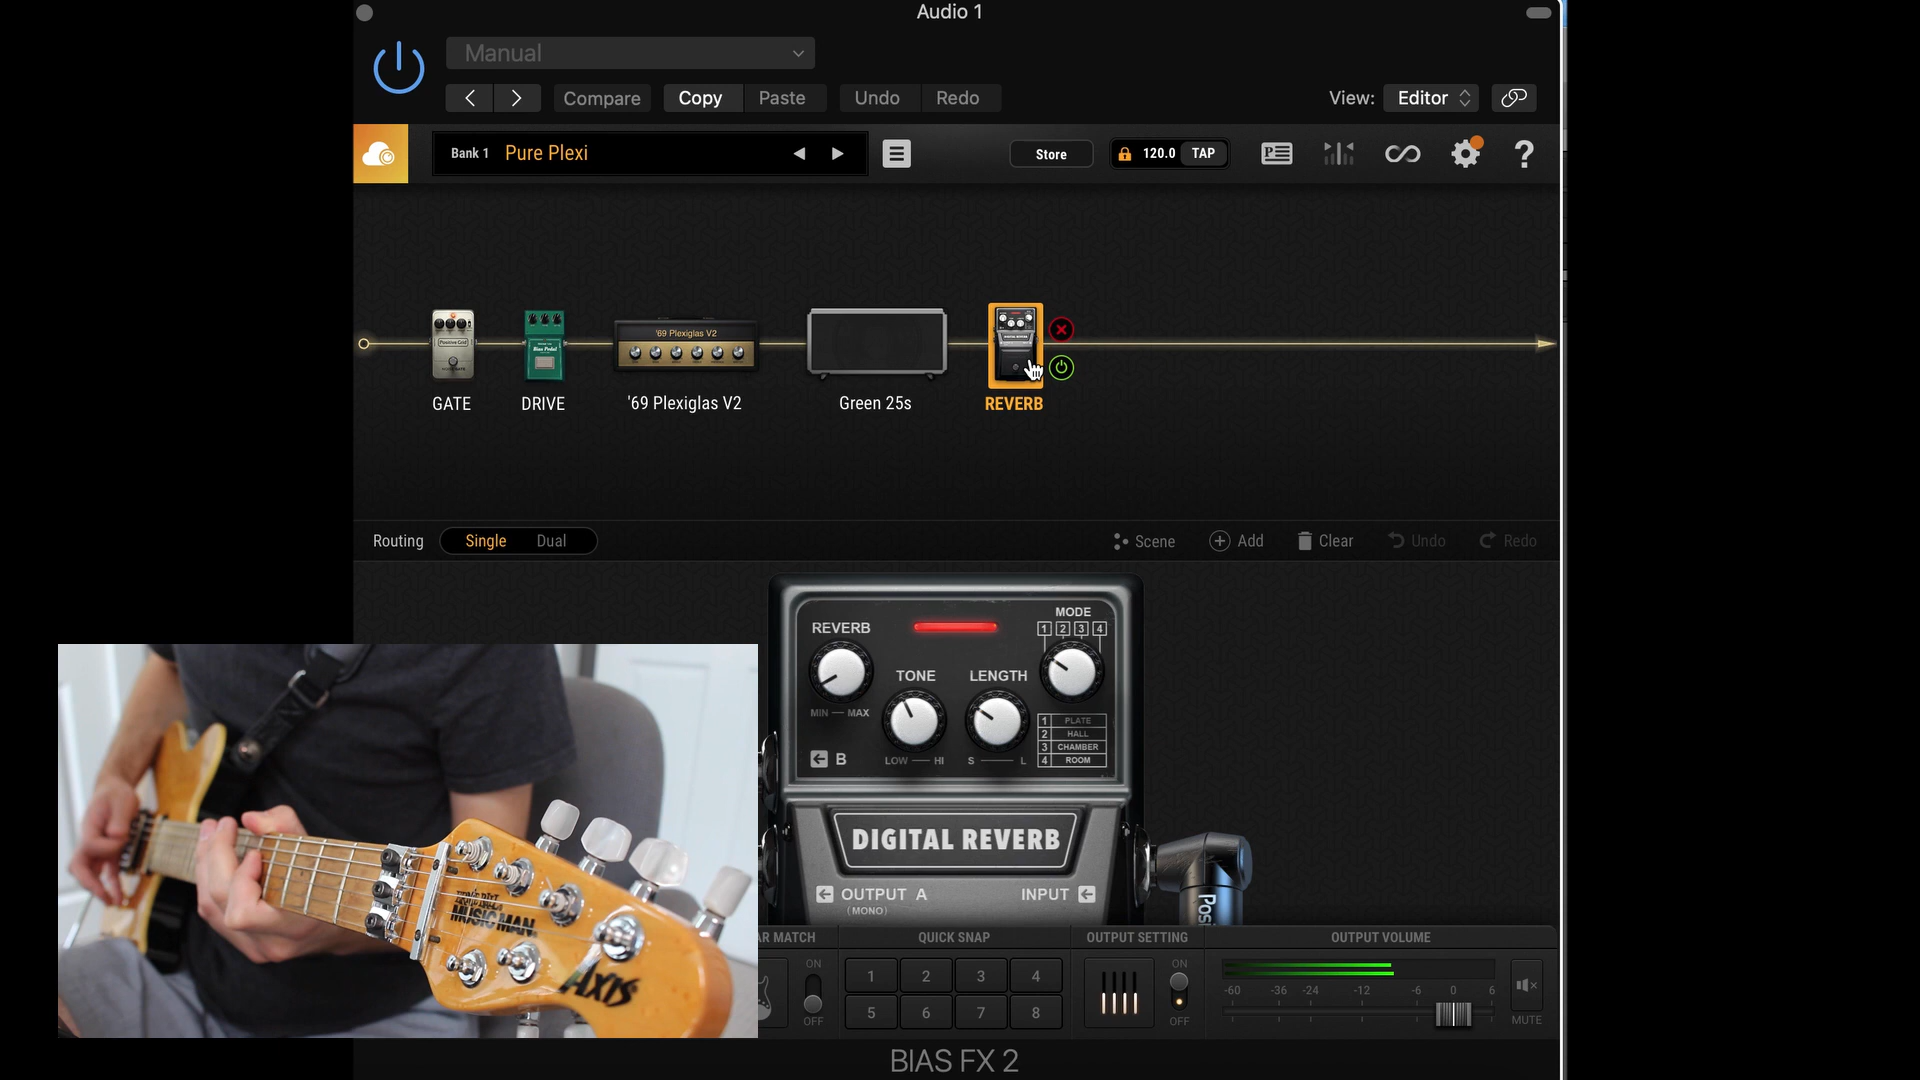 Audio 1
Manual
Compare Copy Paste Undo Redo View: Editor
Bank 1 Pure Plexi Store 120.0 TAP ?
'69 Plexiglas V2
GATE DRIVE '69 Plexiglas V2 Green 25s REVERB
Routing Single Dual Scene Add Clear Undo Redo
MODE
REVERB 1 2 3 4
TONE LENGTH
MIN MAX
1 PLATE
2 HALL
3 CHAMBER
4 ROOM
B LOW HI S L
DIGITAL REVERB
OUTPUT A INPUT
(MONO)
Posi
ERNIE BALL
MUSIC MAN
AXIS
AR MATCH QUICK SNAP OUTPUT SETTING OUTPUT VOLUME
ON 1 2 3 4 ON
-60 -36 -24 -12 -6 0 6
OFF 5 6 7 8 OFF MUTE
BIAS FX 2